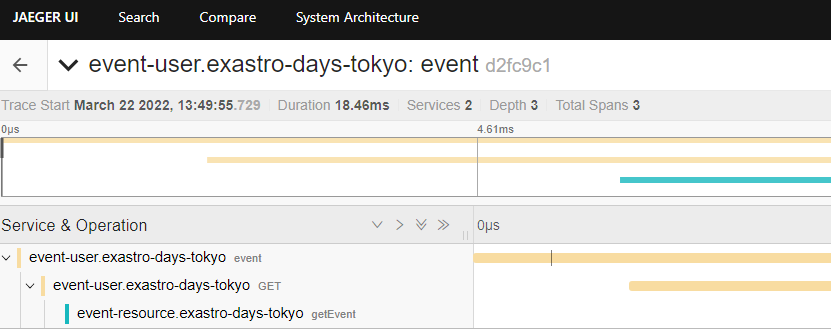 JAEGER UI Search Compare System Architecture
event-user.exastro-days-tokyo: event d2fc9c1
Trace Start March 22 2022, 13:49:55.729 Duration 18.46ms Services 2 Depth 3 Total Spans 3
0μs 4.61ms
Service & Operation 0μs
event-user.exastro-days-tokyo event
event-user.exastro-days-tokyo GET
event-resource.exastro-days-tokyo getEvent